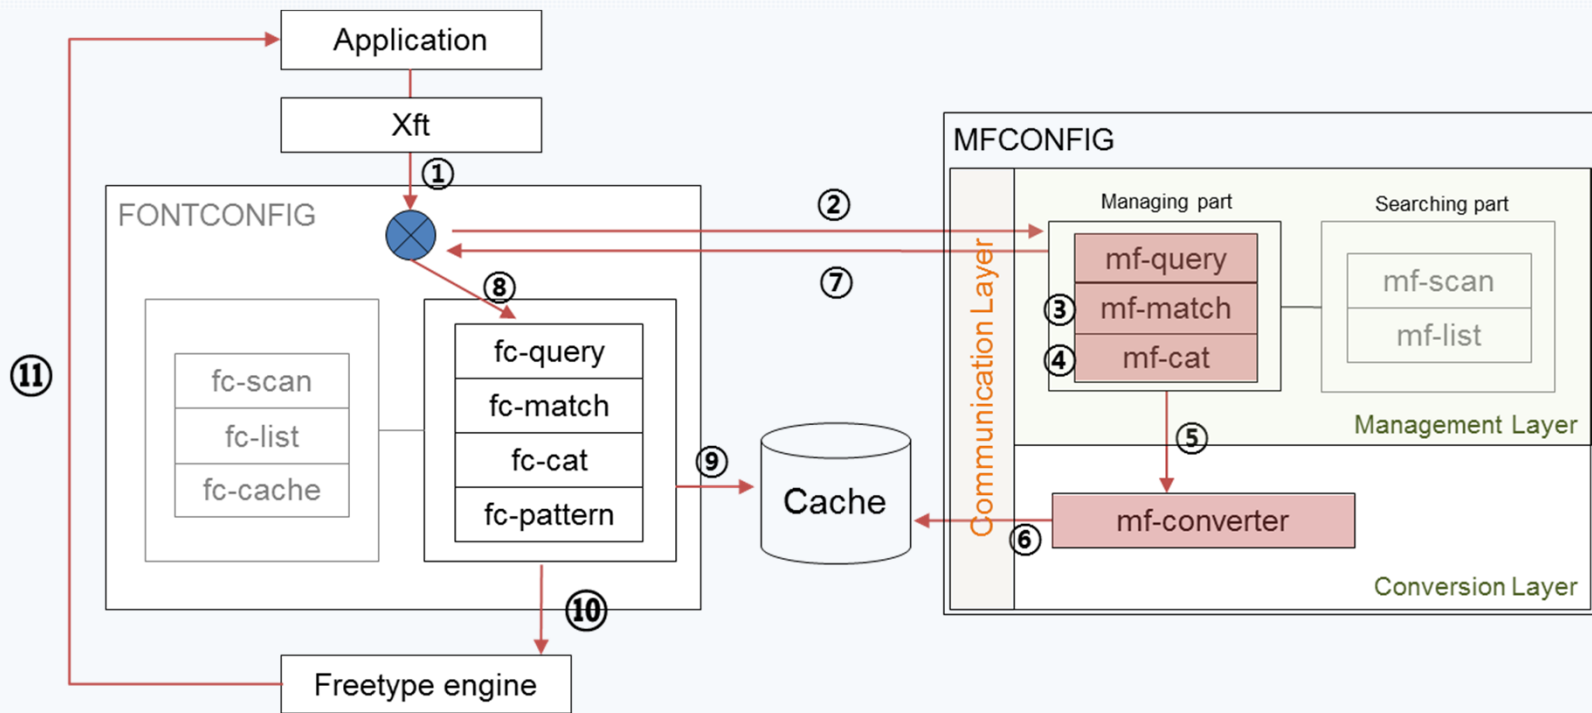 Application
Xft
①
FONTCONFIG
②
⑦
⑧
fc-scan
fc-list
fc-cache
fc-query
fc-match
fc-cat
fc-pattern
⑨
Cache
⑩
⑪
Freetype engine
MFCONFIG
Communication Layer
Managing part
mf-query
③
mf-match
④
mf-cat
Searching part
mf-scan
mf-list
Management Layer
⑤
mf-converter
⑥
Conversion Layer